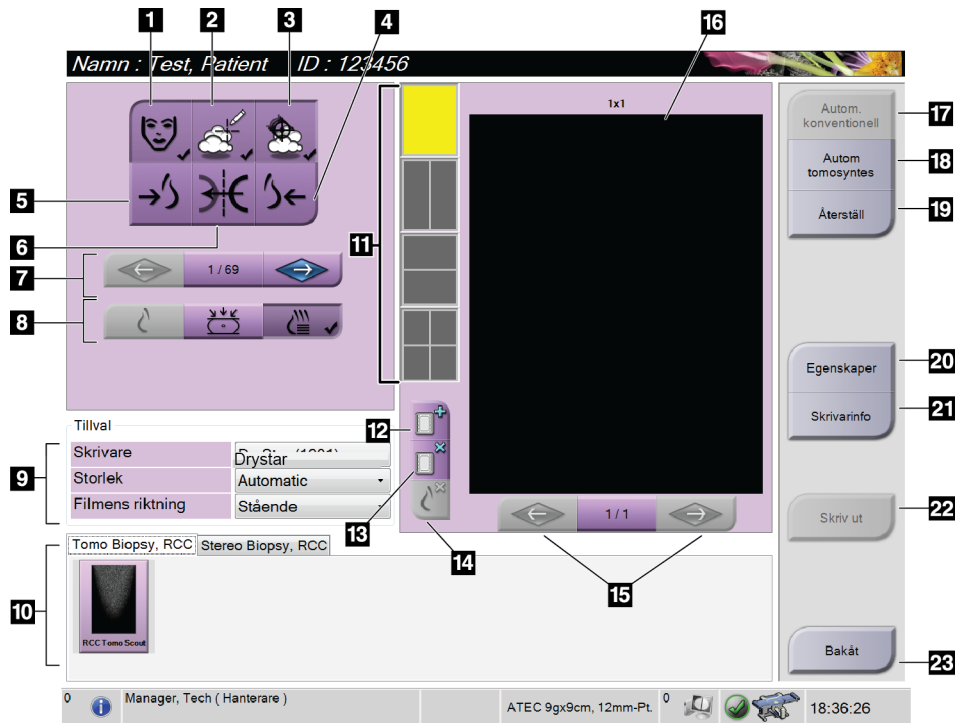 1
2
3
4
16
Namn : Test, Patient ID : 123456
1x1
Autom.
konventionell
17
Autom
tomosyntes
18
Återställ
19
5
6
11
7
1 / 69
8
Egenskaper
20
Skrivarinfo
21
12
Tillval
Skrivare
Drystar
9
Storlek
Automatic
Filmens riktning
Stående
13
14
1 / 1
15
Skriv ut
22
Tomo Biopsy, RCC
Stereo Biopsy, RCC
10
RCC Tomo Scout
Bakåt
23
0
Manager, Tech ( Hanterare )
ATEC 9gx9cm, 12mm-Pt.
0
18:36:26